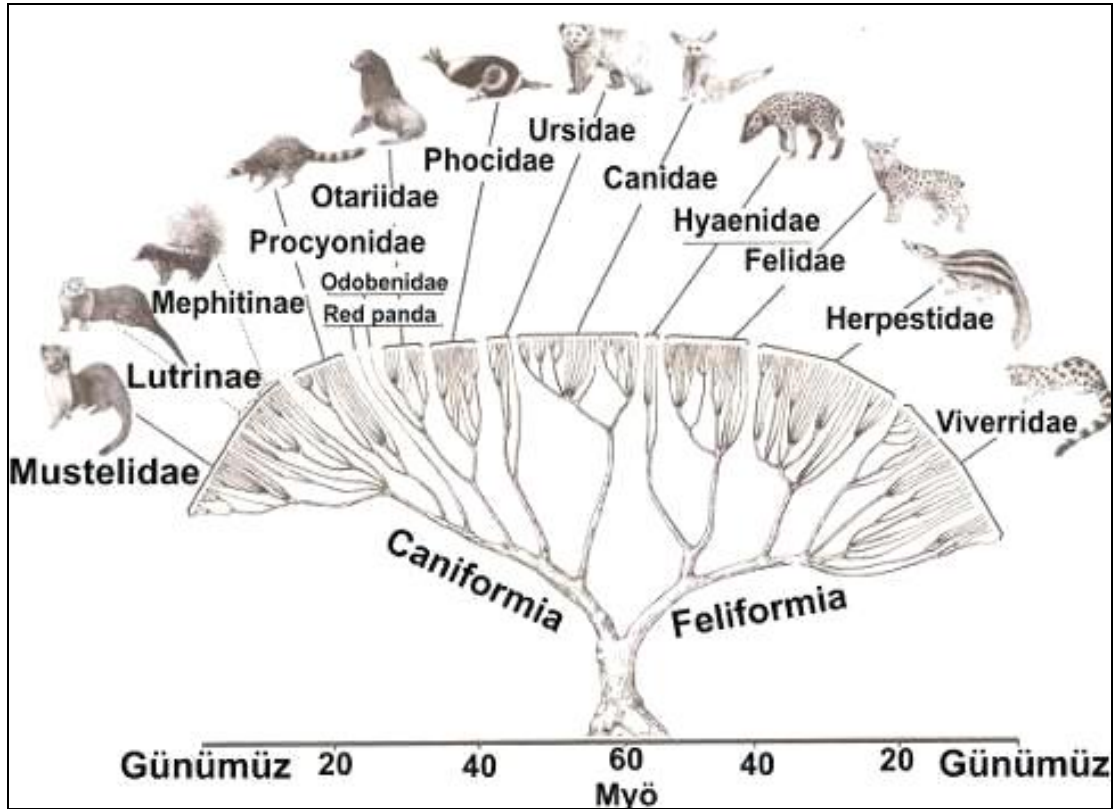 Ursidae
Phocidae
Canidae
Otariidae
Hyaenidae
Procyonidae
Felidae
Odobenidae
Mephitinae
Red panda
Herpestidae
Lutrinae
Viverridae
Mustelidae
Caniformia
Feliformia
Günümüz 20 40 60 40 20 Günümüz
Myö